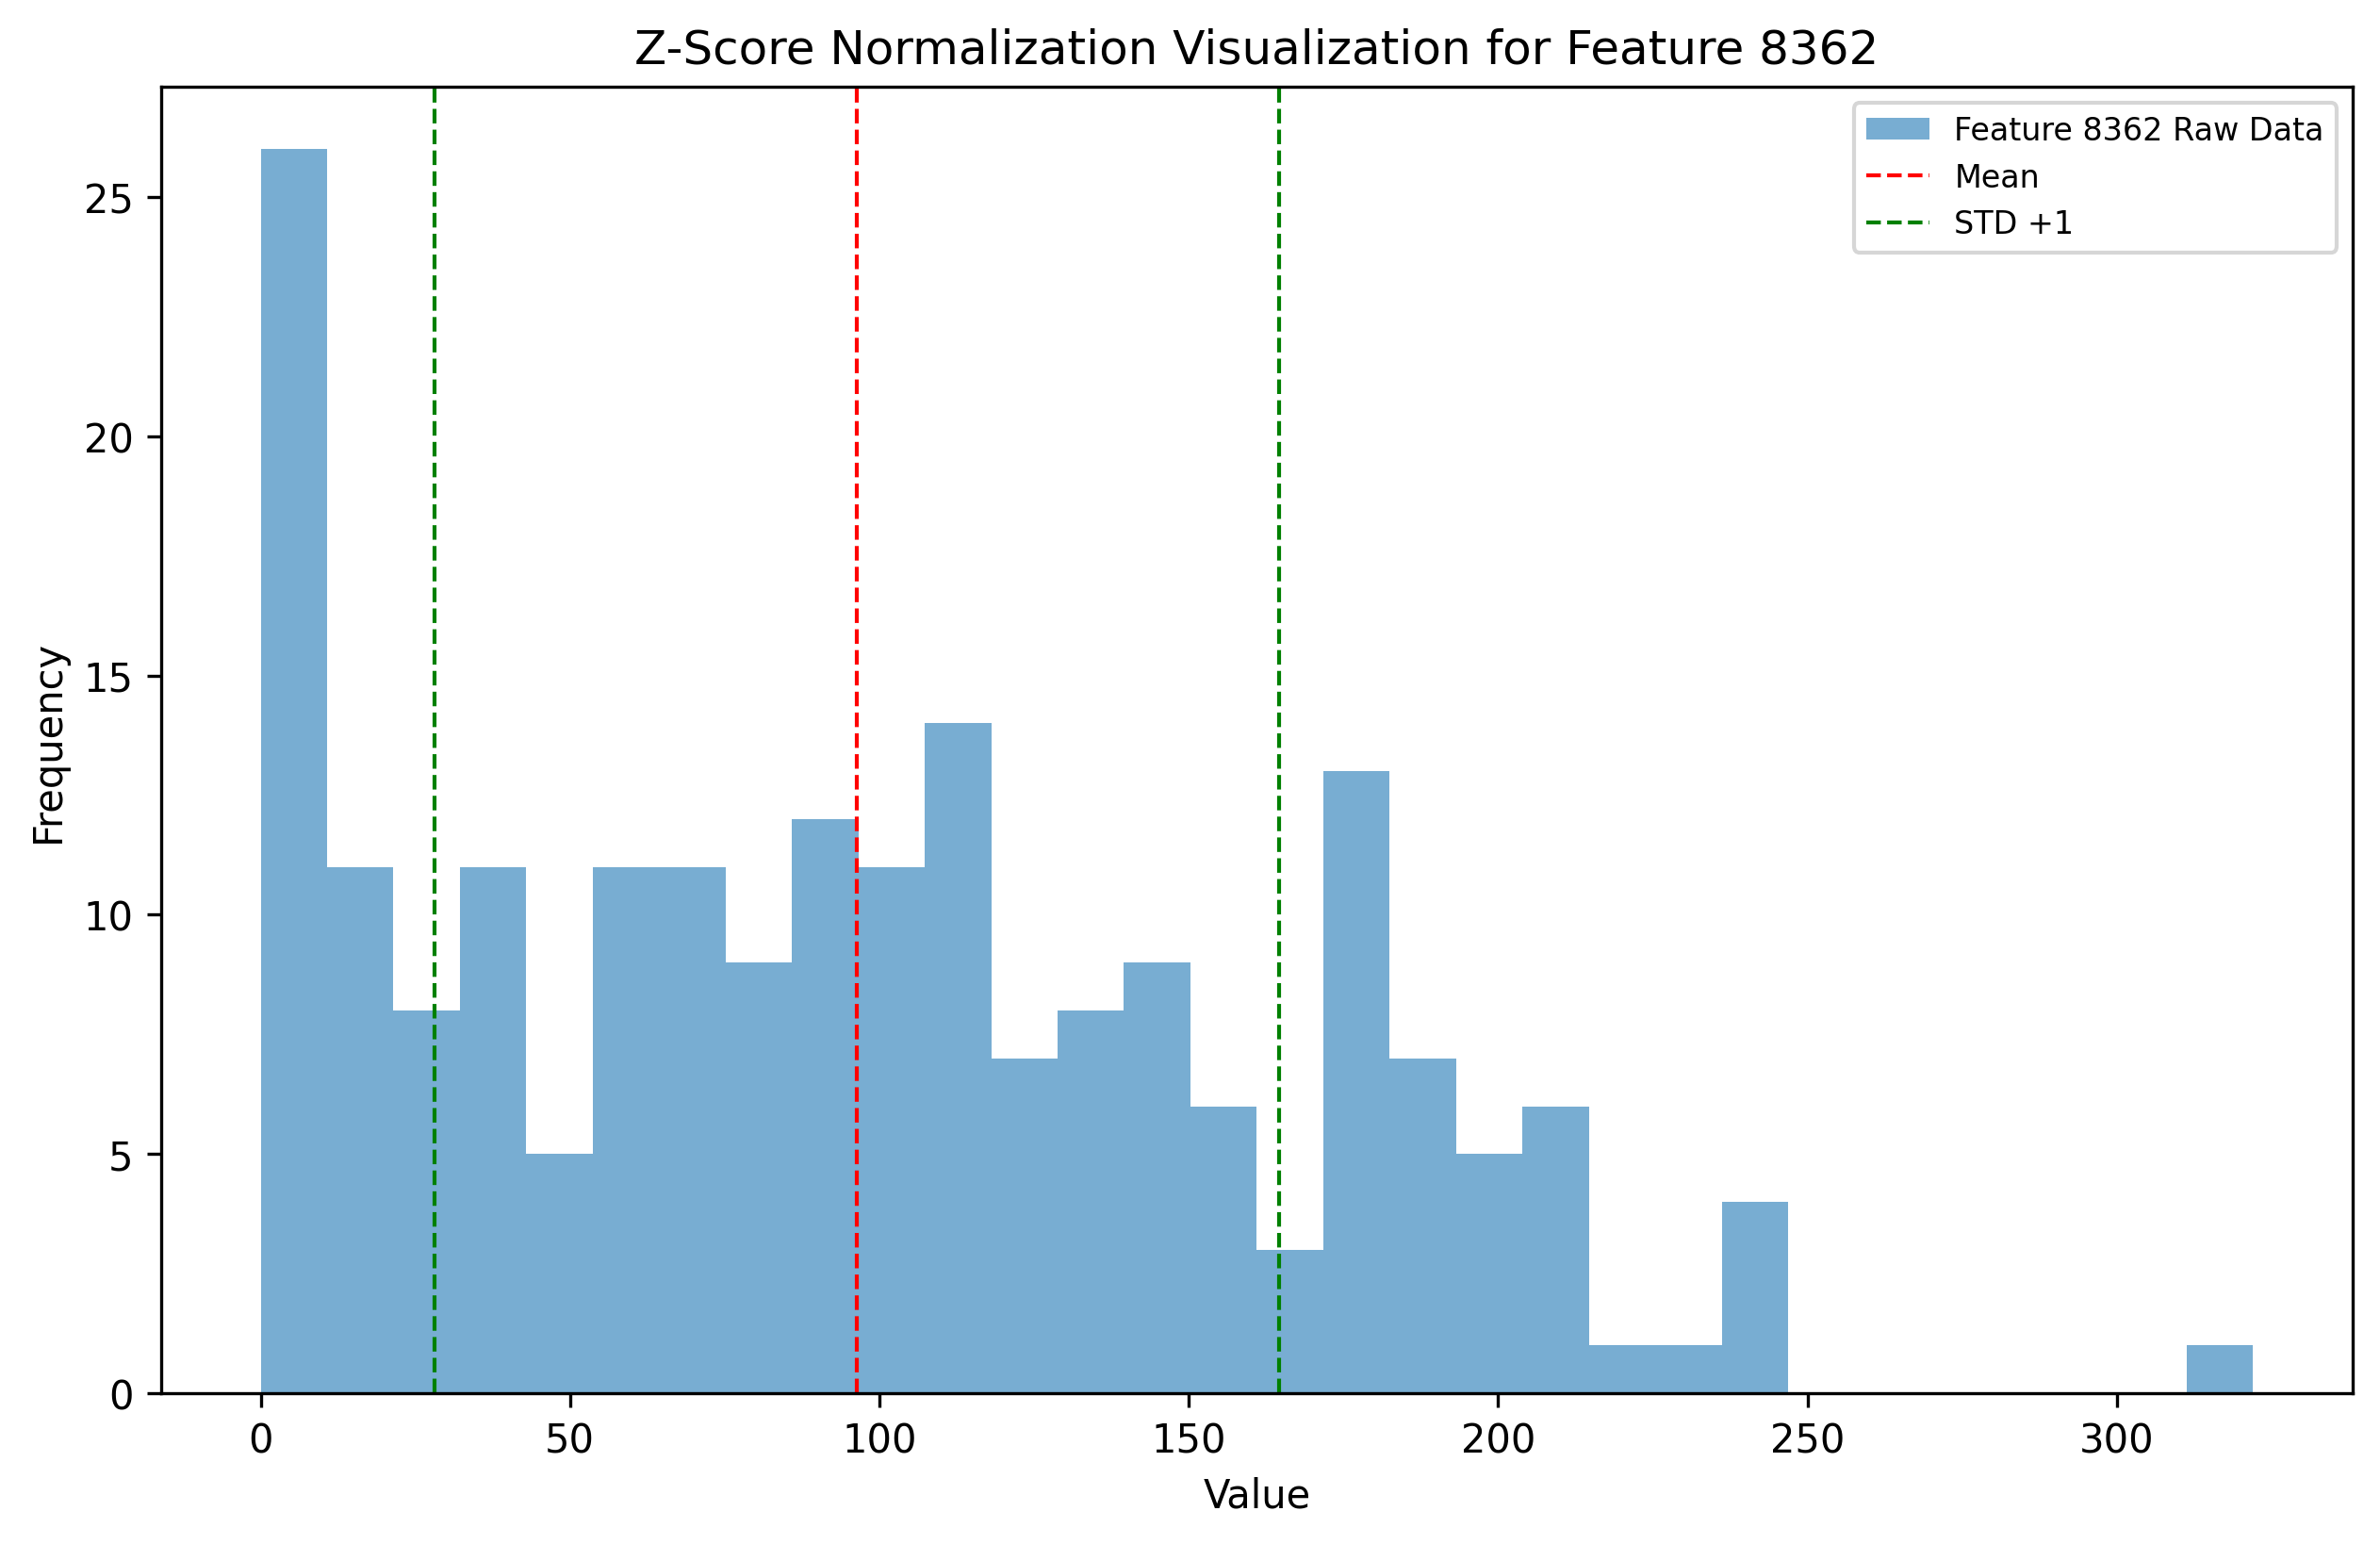 Z-Score Normalization Visualization for Feature 8362
Feature 8362 Raw Data
Mean
STD +1
Frequency
25
20
15
10
5
0
0 50 100 150 200 250 300
Value